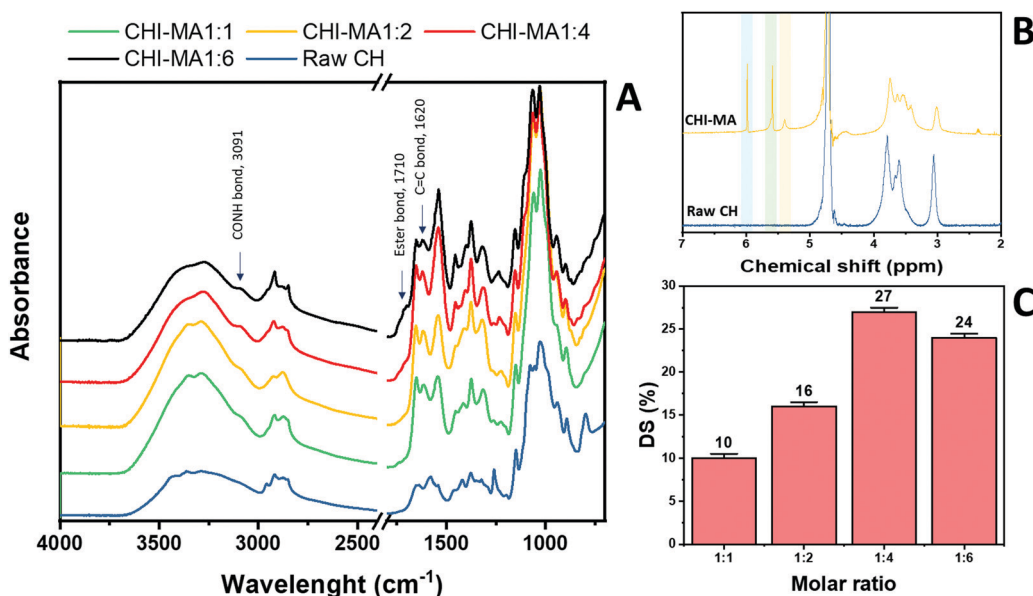 CHI-MA1:1 CHI-MA1:2 CHI-MA1:4
CHI-MA1:6 Raw CH
A
CONH bond, 3091
Ester bond, 1710
C=C bond, 1620
Absorbance
4000 3500 3000 2500 1500 1000
Wavelenght (cm-1)
B
CHI-MA
Raw CH
7 6 5 4 3 2
Chemical shift (ppm)
C
DS (%)
30
25
20
15
10
5
0
10
16
27
24
1:1 1:2 1:4 1:6
Molar ratio